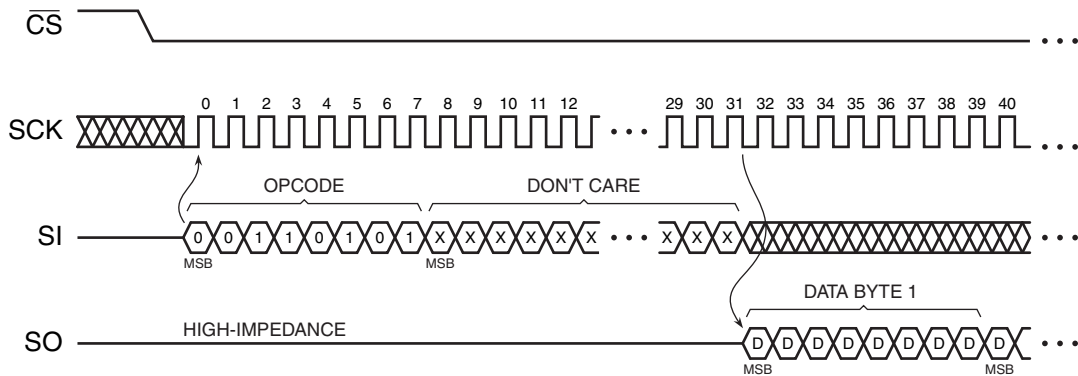 CS
0 1 2 3 4 5 6 7 8 9 10 11 12 29 30 31 32 33 34 35 36 37 38 39 40
SCK
OPCODE DON'T CARE
SI 0 0 1 1 0 1 0 1 X X X X X X X X X
MSB MSB
DATA BYTE 1
HIGH-IMPEDANCE
SO D D D D D D D D D
MSB MSB